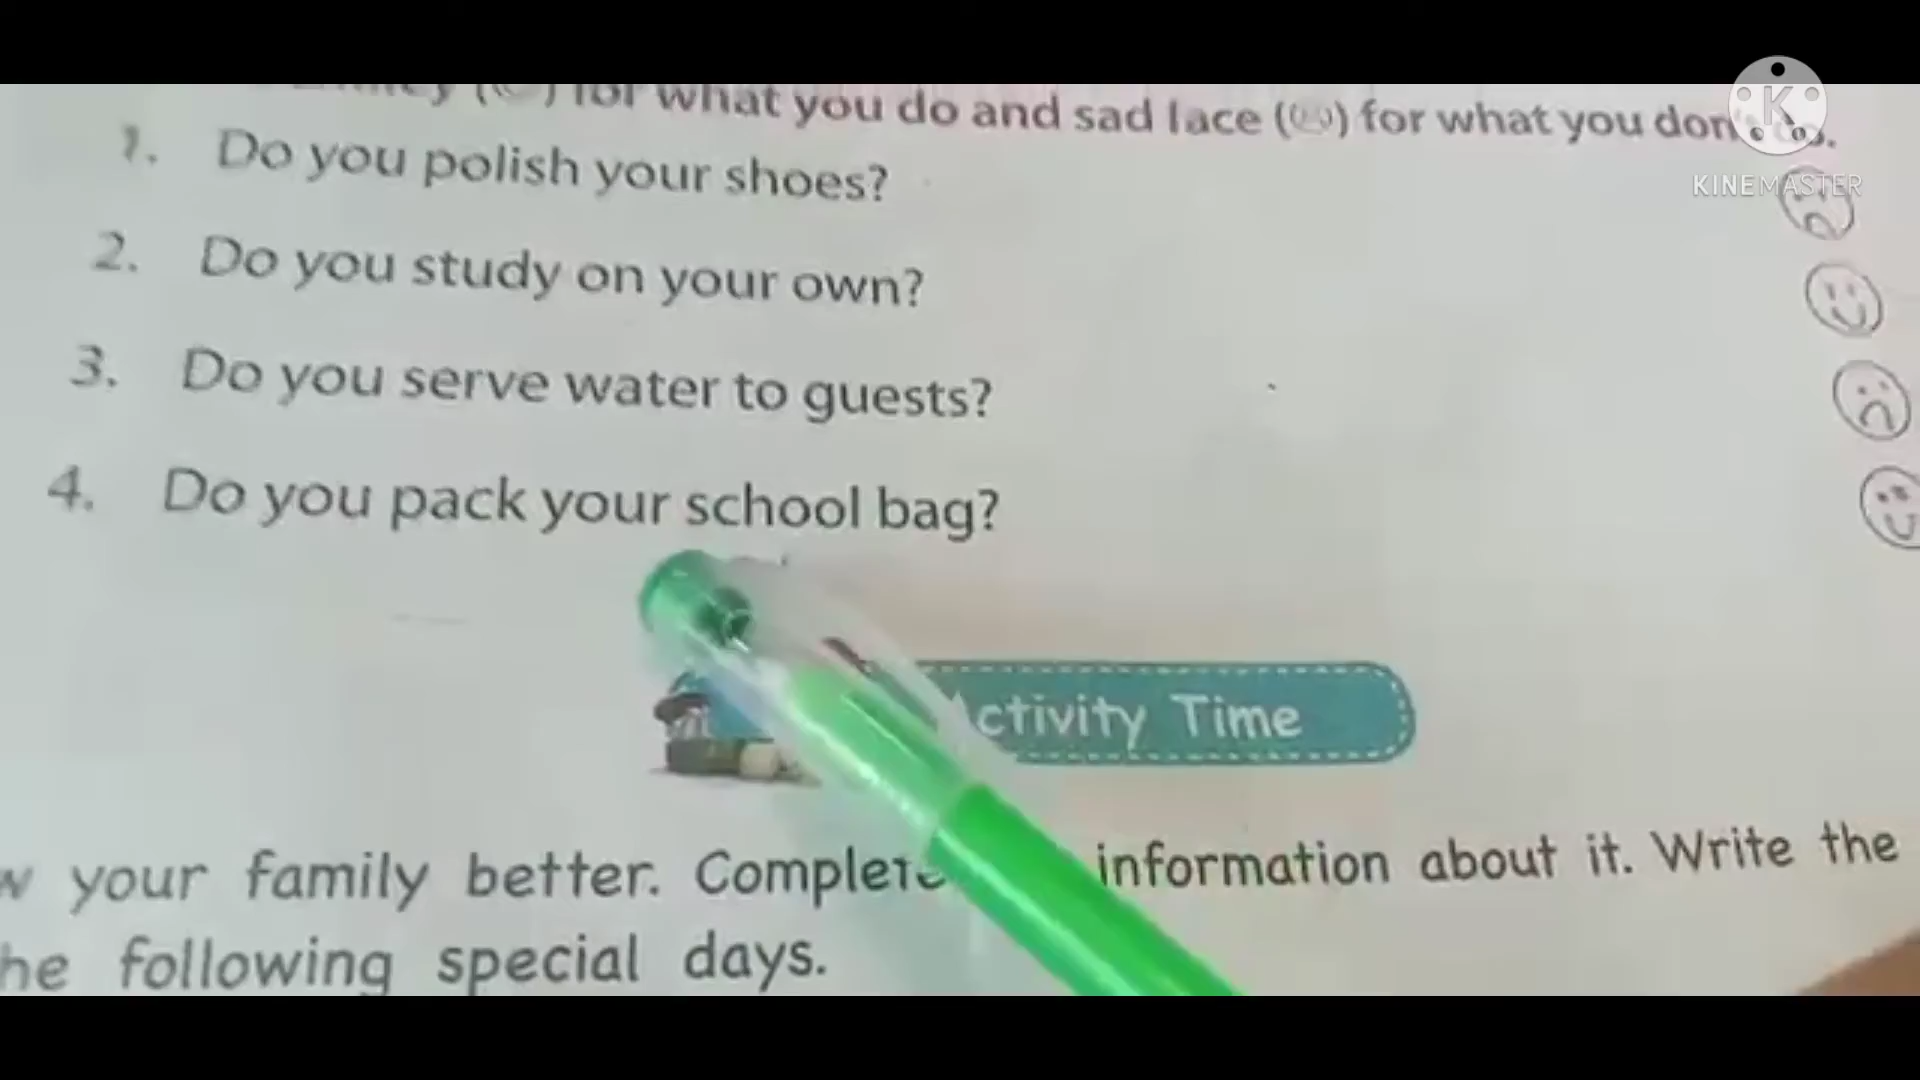 for what you do and sad face (☹) for what you don't do.
1. Do you polish your shoes?
2. Do you study on your own?
3. Do you serve water to guests?
4. Do you pack your school bag?
Activity Time
your family better. Complete information about it. Write the
following special days.
KINEMASTER